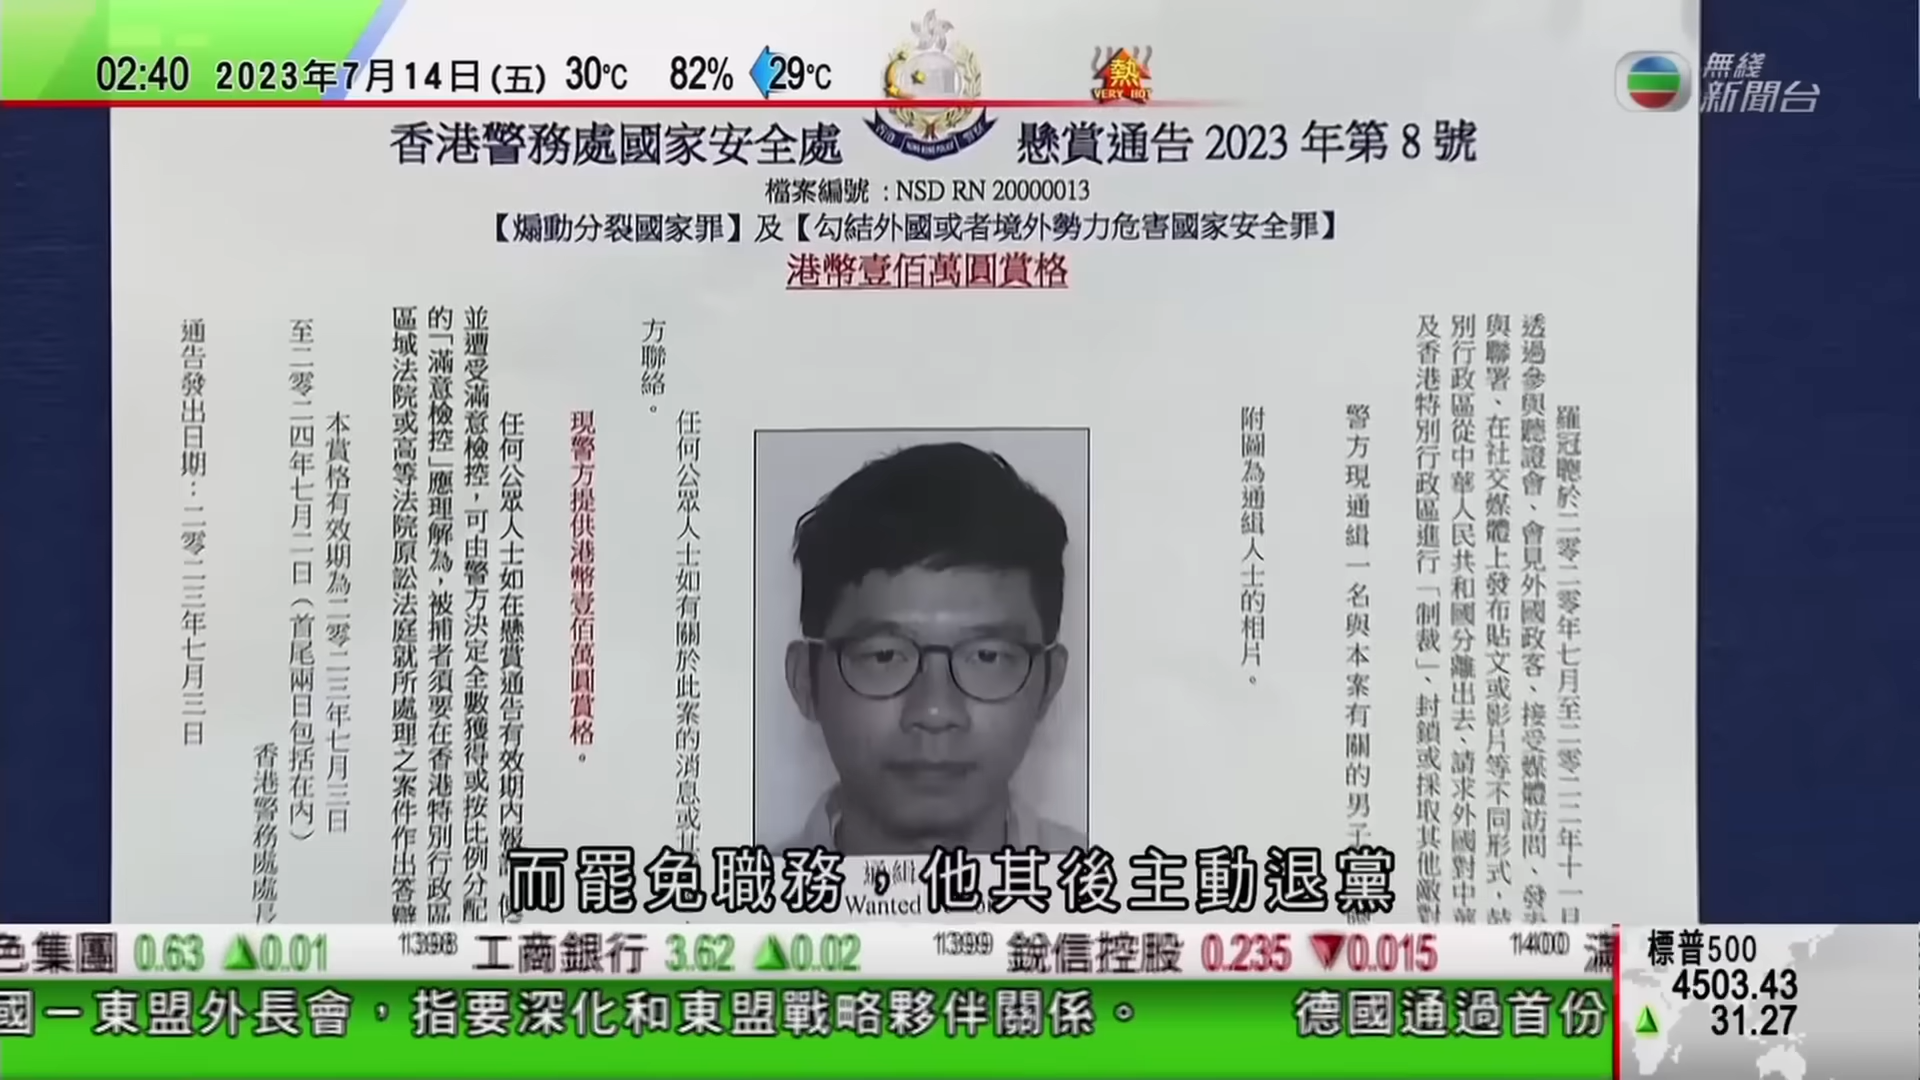 02:40 2023年7月14日(五) 30℃ 82% 29℃
熱
VERY HOT
無綫
新聞台
香港警務處國家安全處 懸賞通告 2023 年第 8 號
檔案編號 : NSD RN 20000013
【煽動分裂國家罪】及【勾結外國或者境外勢力危害國家安全罪】
港幣壹佰萬圓賞格
羅冠聰於二零二零年七月至二零二二年十一月
透過參與聽證會、會見外國政客、接受媒體訪問、發表
與聯署、在社交媒體上發布貼文或影片等不同形式,
別行政區從中華人民共和國分離出去、請求外國對中華
及香港特別行政區進行「制裁」、封鎖或採取其他敵對
警方現通緝一名與本案有關的男子
附圖為通緝人士的相片。
任何公眾人士如有關於此案的消息或
方聯絡。
現警方提供港幣壹佰萬圓賞格。
任何公眾人士如在懸賞通告有效期內報
並遭受滿意檢控,可由警方決定全數獲得或按比例分配
的「滿意檢控」應理解為,被捕者須要在香港特別行政區
區域法院或高等法院原訟法庭就所處理之案件作出答辯
本賞格有效期為二零二三年七月三日
至二零二四年七月二日(首尾兩日包括在內)
香港警務處處長
通告發出日期:二零二三年七月三日
Wanted
而罷免職務,他其後主動退黨
色集團 0.63 ▲0.01 1398 工商銀行 3.62 ▲0.02 1399 銳信控股 0.235 ▼0.015 1400 滿
國－東盟外長會,指要深化和東盟戰略夥伴關係。 德國通過首份
標普500
4503.43
▲ 31.27